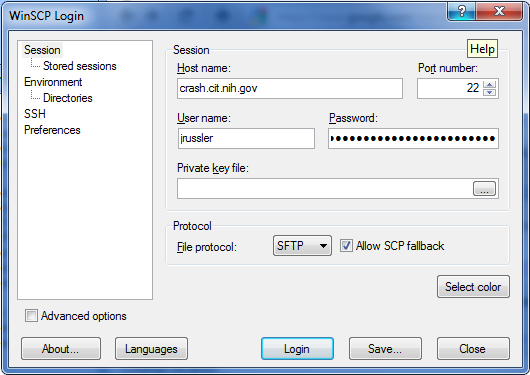 WinSCP Login
Session
Stored sessions
Environment
Directories
SSH
Preferences
Session
Help
Host name:
Port number:
crash.cit.nih.gov
22
User name:
Password:
jrussler
●●●●●●●●●●●●●●●●●●●●●●●●●
Private key file:
...
Protocol
File protocol:
SFTP
Allow SCP fallback
Select color
Advanced options
About...
Languages
Login
Save...
Close